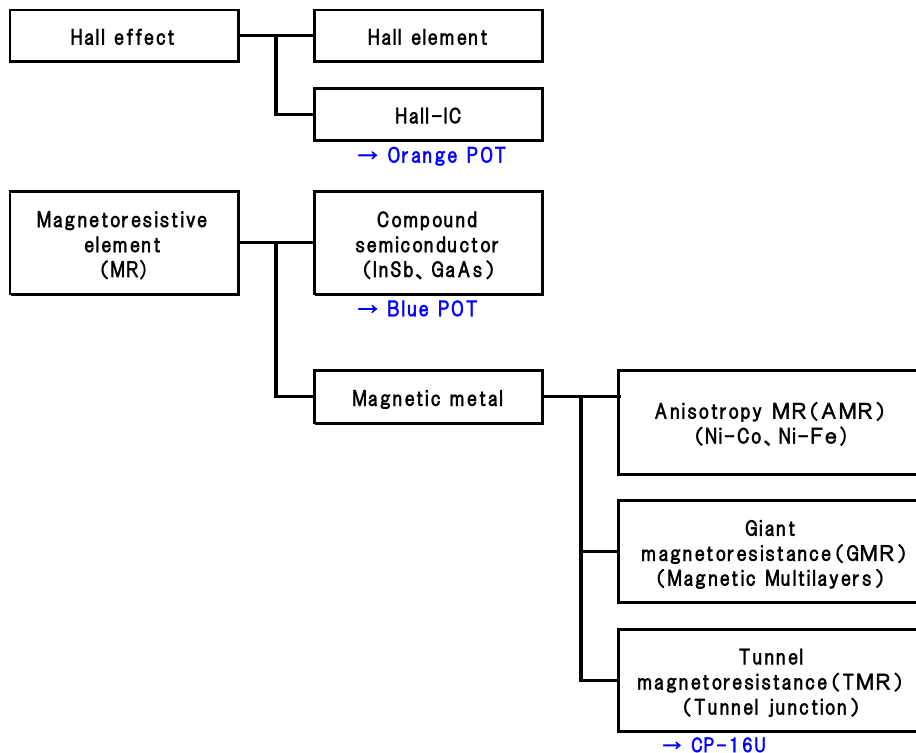 Hall effect
Hall element
Hall-IC
→ Orange POT
Magnetoresistive
element
(MR)
Compound
semiconductor
(InSb、GaAs)
→ Blue POT
Magnetic metal
Anisotropy MR(AMR)
(Ni-Co、Ni-Fe)
Giant
magnetoresistance(GMR)
(Magnetic Multilayers)
Tunnel
magnetoresistance(TMR)
(Tunnel junction)
→ CP-16U